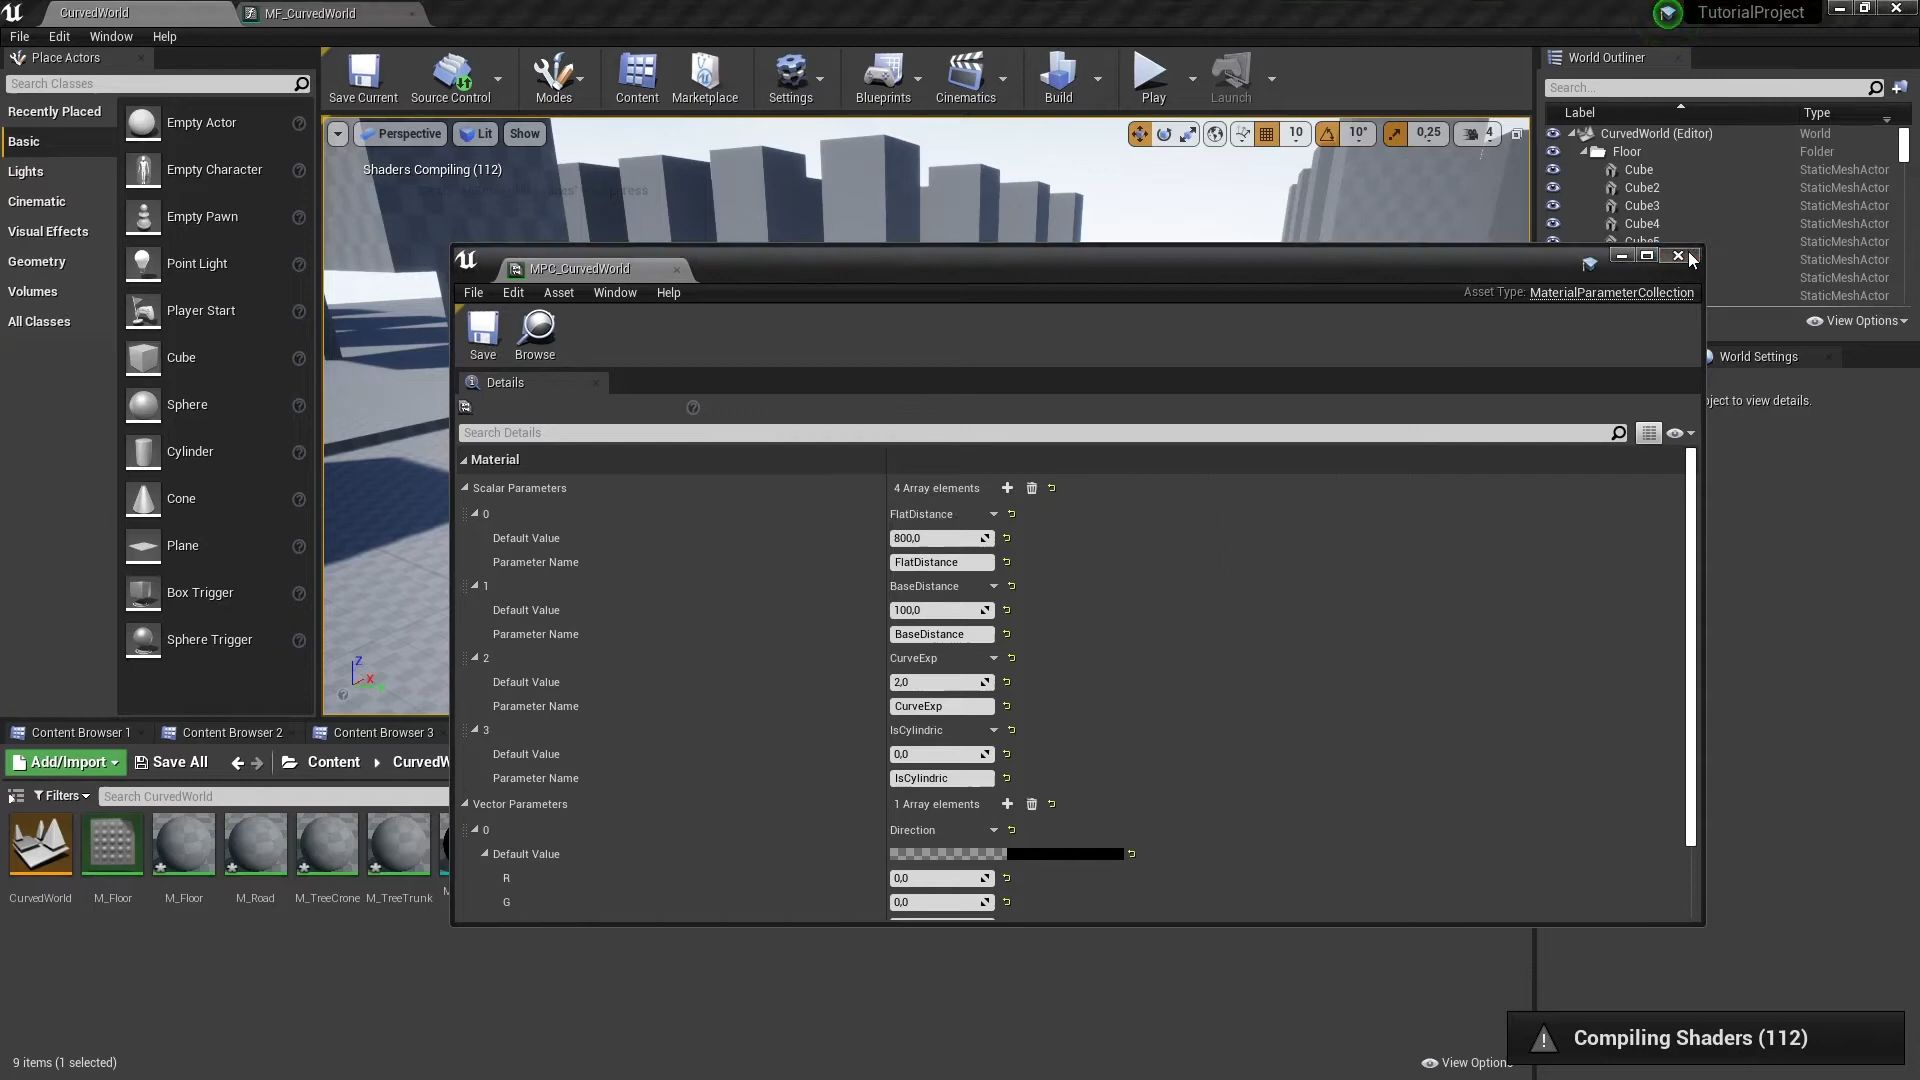 CurvedWorld
MF_CurvedWorld
TutorialProject
File Edit Window Help
Place Actors
Search Classes
Recently Placed
Basic
Lights
Cinematic
Visual Effects
Geometry
Volumes
All Classes
Empty Actor
Empty Character
Empty Pawn
Point Light
Player Start
Cube
Sphere
Cylinder
Cone
Plane
Box Trigger
Sphere Trigger
Save Current
Source Control
Modes
Content
Marketplace
Settings
Blueprints
Cinematics
Build
Play
Launch
Perspective
Lit
Show
10
10°
0,25
4
Shaders Compiling (112)
Z
X
World Outliner
Search...
Label Type
CurvedWorld (Editor) World
Floor Folder
Cube StaticMeshActor
Cube2 StaticMeshActor
Cube3 StaticMeshActor
Cube4 StaticMeshActor
Cube5 StaticMeshActor
StaticMeshActor
StaticMeshActor
StaticMeshActor
View Options
World Settings
ject to view details.
MPC_CurvedWorld
File Edit Asset Window Help
Asset Type: MaterialParameterCollection
Save
Browse
Details
Search Details
Material
Scalar Parameters 4 Array elements
0 FlatDistance
Default Value 800,0
Parameter Name FlatDistance
1 BaseDistance
Default Value 100,0
Parameter Name BaseDistance
2 CurveExp
Default Value 2,0
Parameter Name CurveExp
3 IsCylindric
Default Value 0,0
Parameter Name IsCylindric
Vector Parameters 1 Array elements
0 Direction
Default Value
R 0,0
G 0,0
Content Browser 1
Content Browser 2
Content Browser 3
Add/Import
Save All
Content
CurvedW
Filters
Search CurvedWorld
CurvedWorld
M_Floor
M_Floor
M_Road
M_TreeCrone
M_TreeTrunk
9 items (1 selected)
View Option
Compiling Shaders (112)